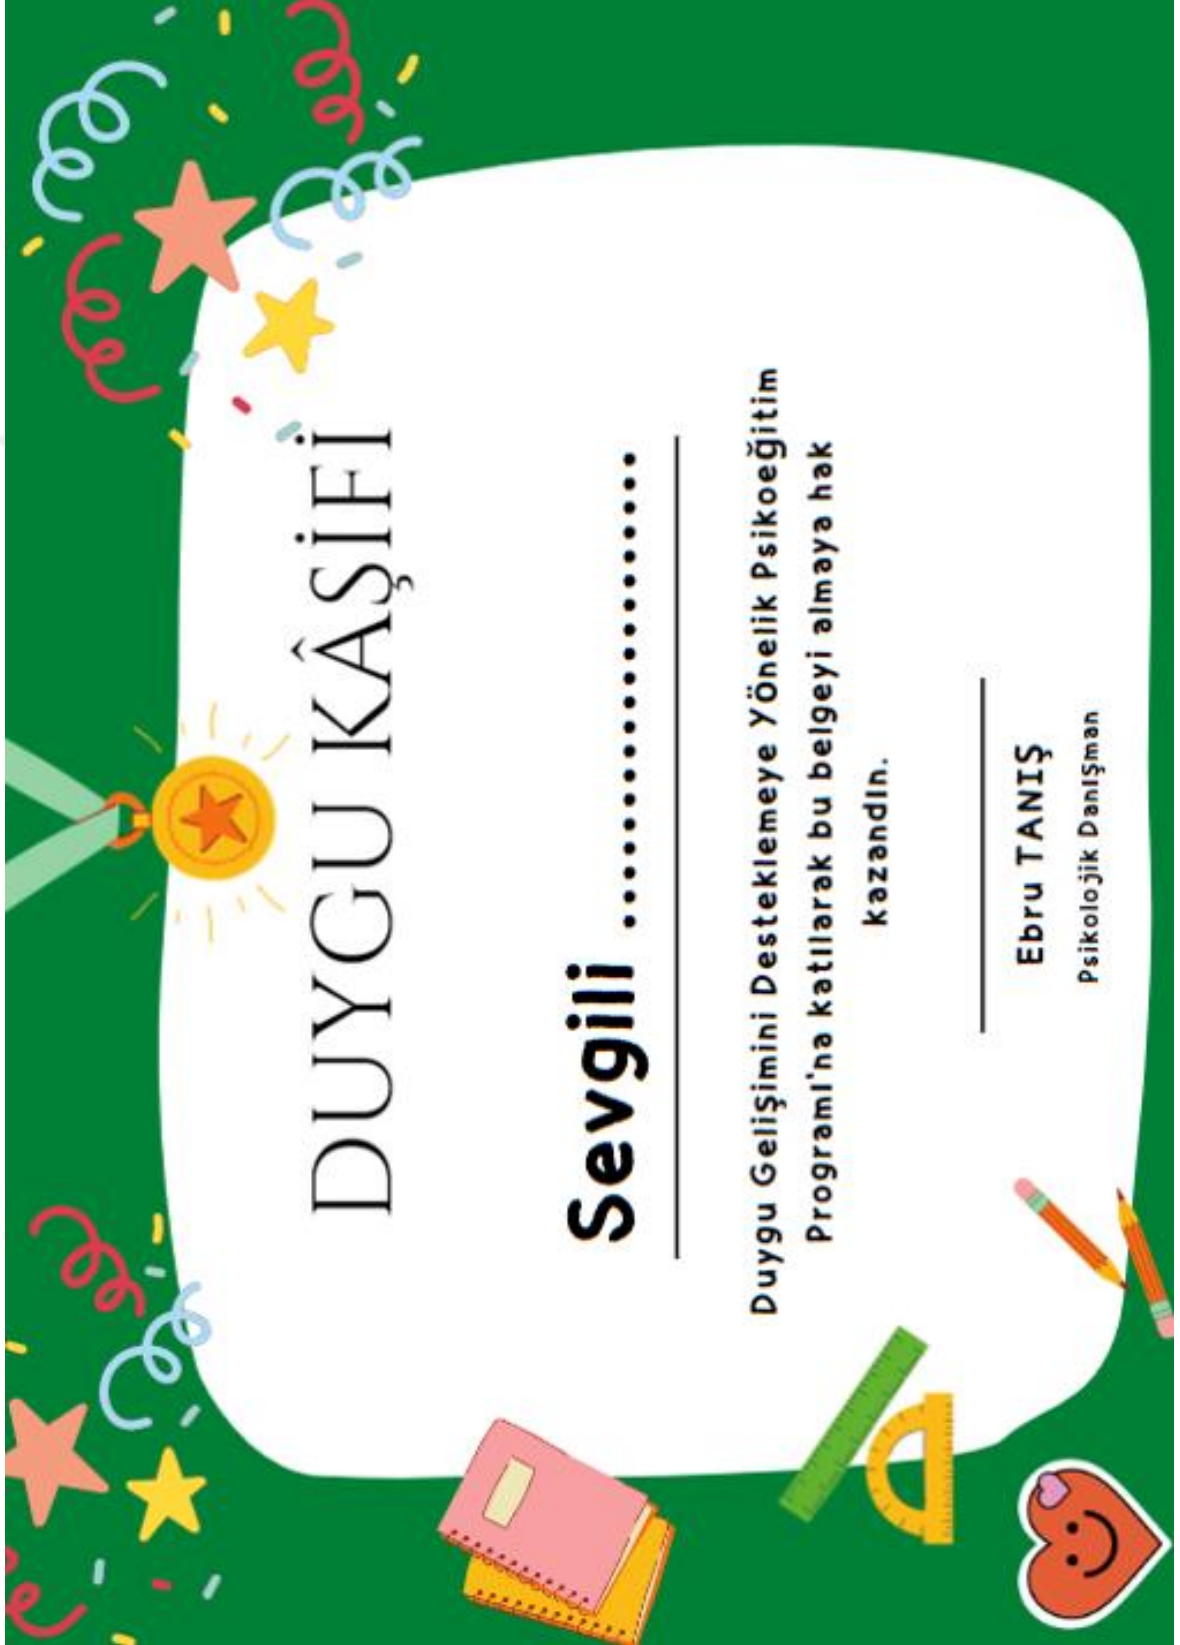 DUYGU KÂŞİFİ
Sevgili ....................
Duygu Gelişimini Desteklemeye Yönelik Psikoeğitim
Programı'na katılarak bu belgeyi almaya hak
kazandın.
Ebru TANIŞ
Psikolojik Danışman